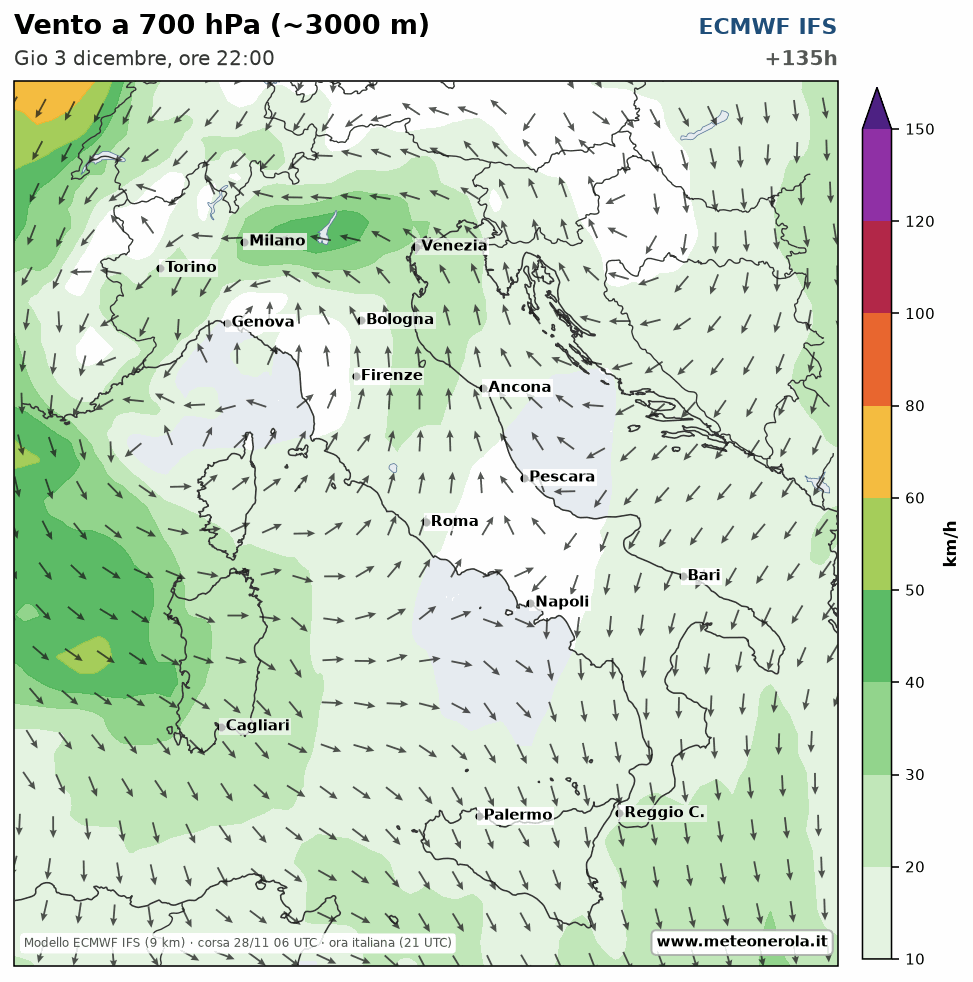 Vento a 700 hPa (~3000 m)
ECMWF IFS
Gio 3 dicembre, ore 22:00
+135h
Milano
Venezia
Torino
Genova
Bologna
Firenze
Ancona
Pescara
Roma
Bari
Napoli
Cagliari
Palermo
Reggio C.
150
120
100
80
60
50
40
30
20
10
km/h
Modello ECMWF IFS (9 km) · corsa 28/11 06 UTC · ora italiana (21 UTC)
www.meteonerola.it